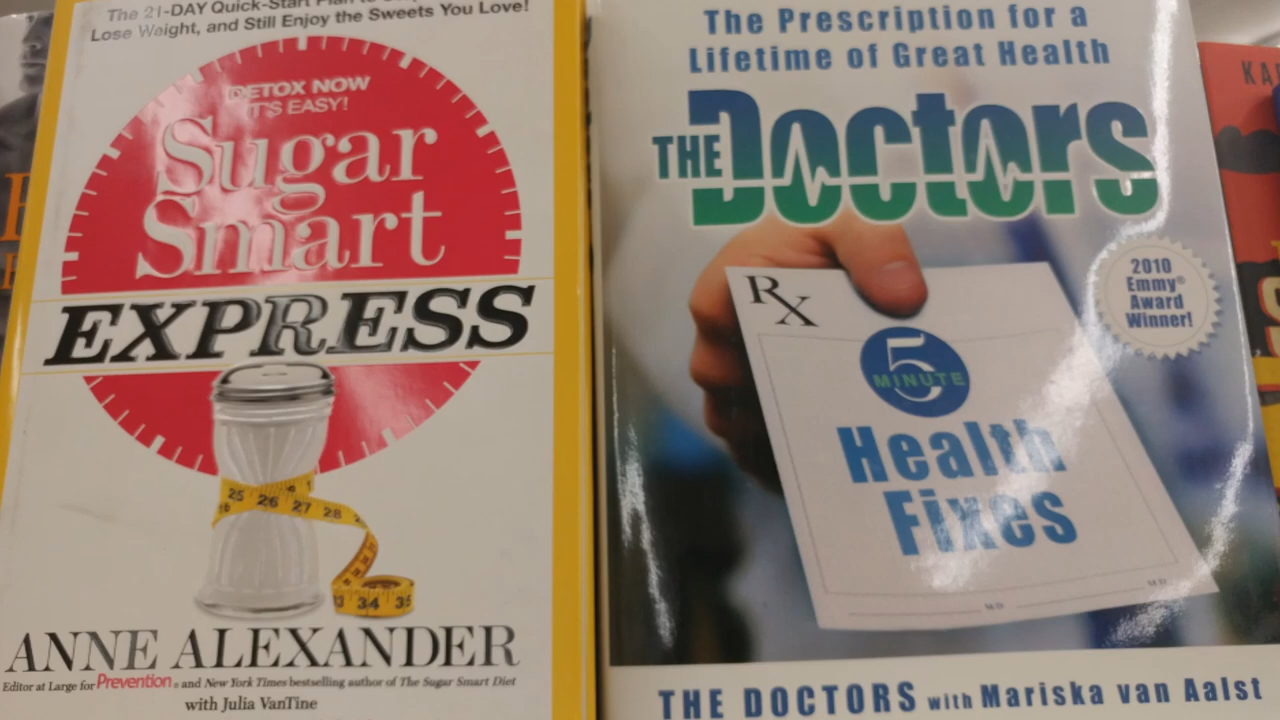 The 21-DAY Quick-Start Plan to
Lose Weight, and Still Enjoy the Sweets You Love!
DETOX NOW
IT'S EASY!
Sugar
Smart
EXPRESS
25 26 27 28
34 35
ANNE ALEXANDER
Editor at Large for Prevention® and New York Times bestselling author of The Sugar Smart Diet
with Julia VanTine
The Prescription for a
Lifetime of Great Health
THE Doctors
2010
Emmy®
Award
Winner!
RX
5
MINUTE
Health
Fixes
M.D.
M.D.
THE DOCTORS with Mariska van Aalst